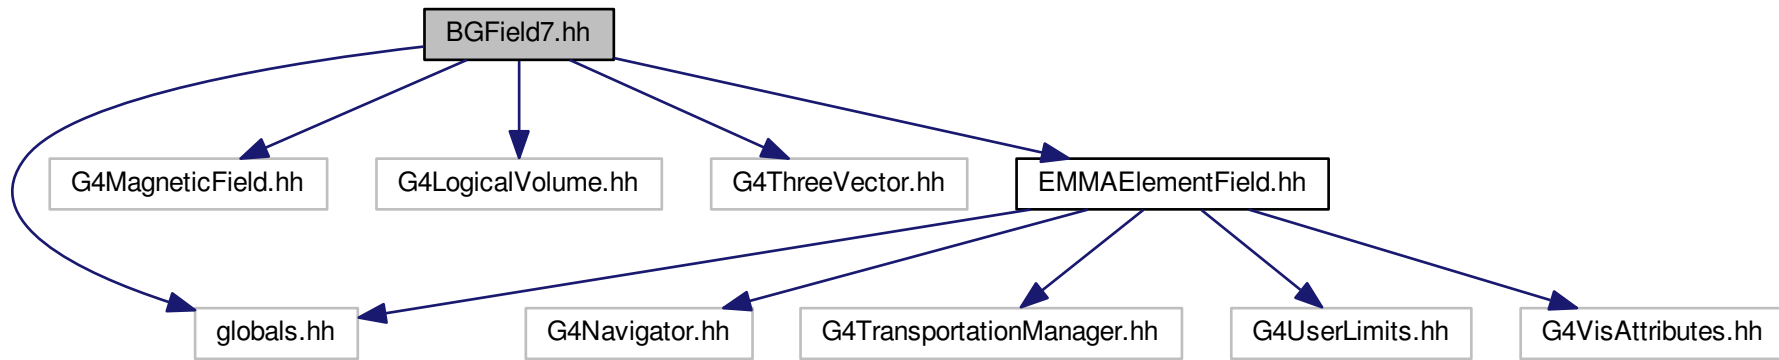 BGField7.hh
G4MagneticField.hh
G4LogicalVolume.hh
G4ThreeVector.hh
EMMAElementField.hh
globals.hh
G4Navigator.hh
G4TransportationManager.hh
G4UserLimits.hh
G4VisAttributes.hh